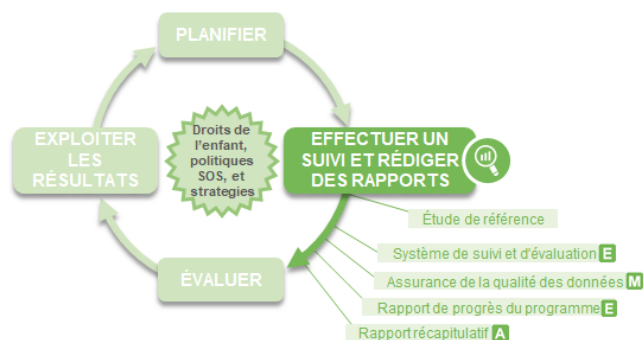 PLANIFIER
EXPLOITER
LES
RÉSULTATS
Droits de
l'enfant,
politiques
SOS, et
strategies
EFFECTUER UN
SUIVI ET RÉDIGER
DES RAPPORTS
Étude de référence
Système de suivi et d'évaluation E
Assurance de la qualité des données M
Rapport de progrès du programme E
Rapport récapitulatif A
ÉVALUER